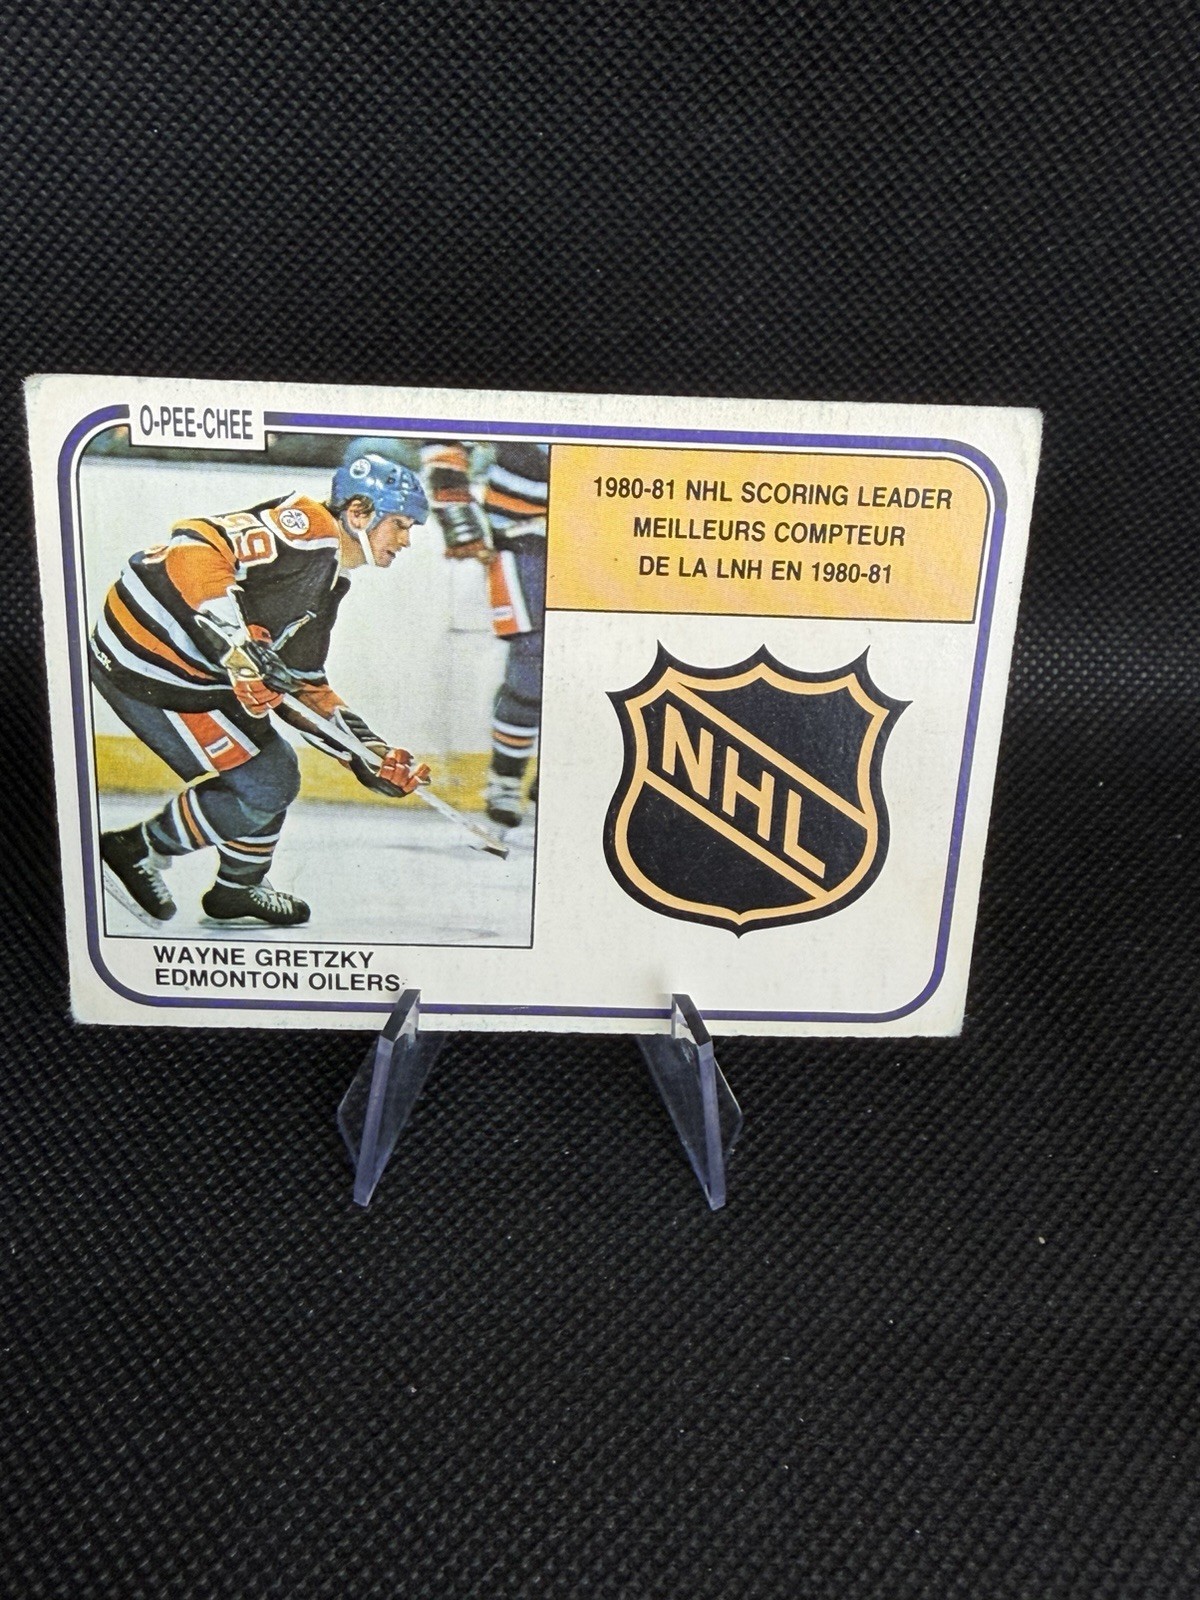 O-PEE-CHEE
1980-81 NHL SCORING LEADER
MEILLEURS COMPTEUR
DE LA LNH EN 1980-81
99
NHL
WAYNE GRETZKY
EDMONTON OILERS